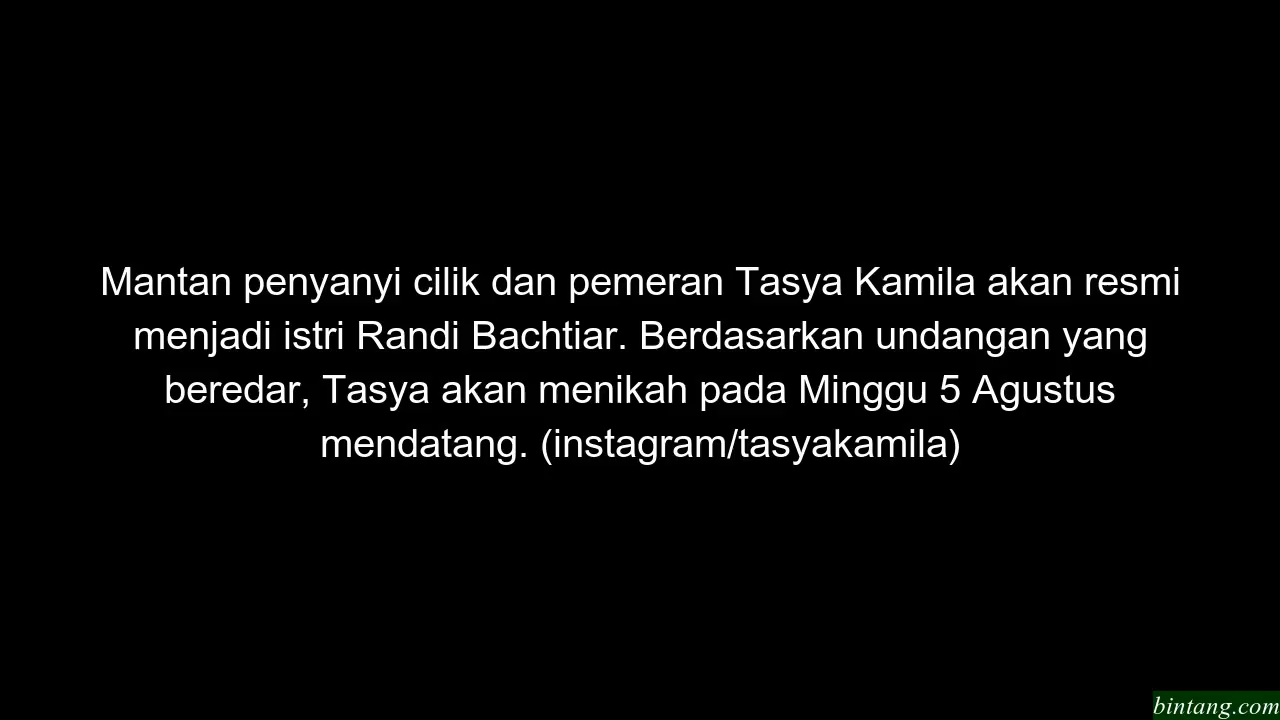 Mantan penyanyi cilik dan pemeran Tasya Kamila akan resmi
menjadi istri Randi Bachtiar. Berdasarkan undangan yang
beredar, Tasya akan menikah pada Minggu 5 Agustus
mendatang. (instagram/tasyakamila)
bintang.com